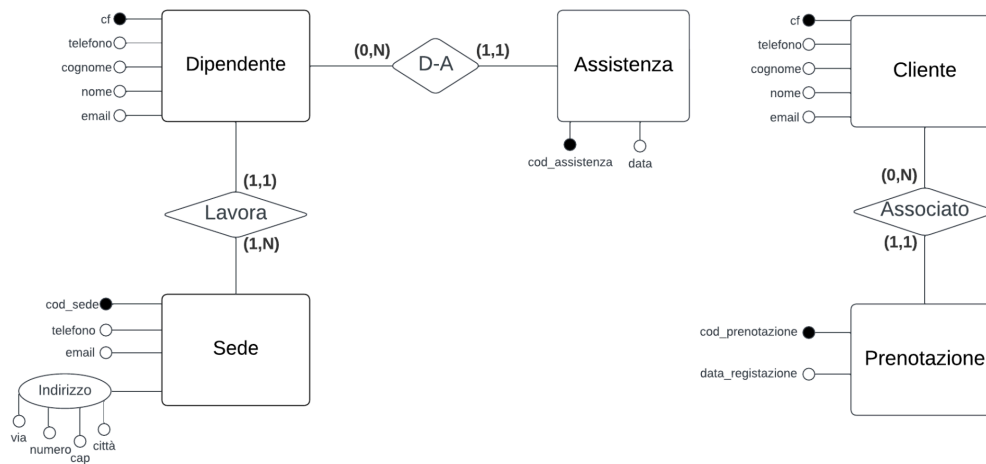 cf
telefono
cognome
nome
email
Dipendente
(0,N)
D-A
(1,1)
Assistenza
cod_assistenza
data
(1,1)
Lavora
(1,N)
cod_sede
telefono
email
Sede
Indirizzo
via
numero
cap
città
cf
telefono
cognome
nome
email
Cliente
(0,N)
Associato
(1,1)
cod_prenotazione
data_registazione
Prenotazione